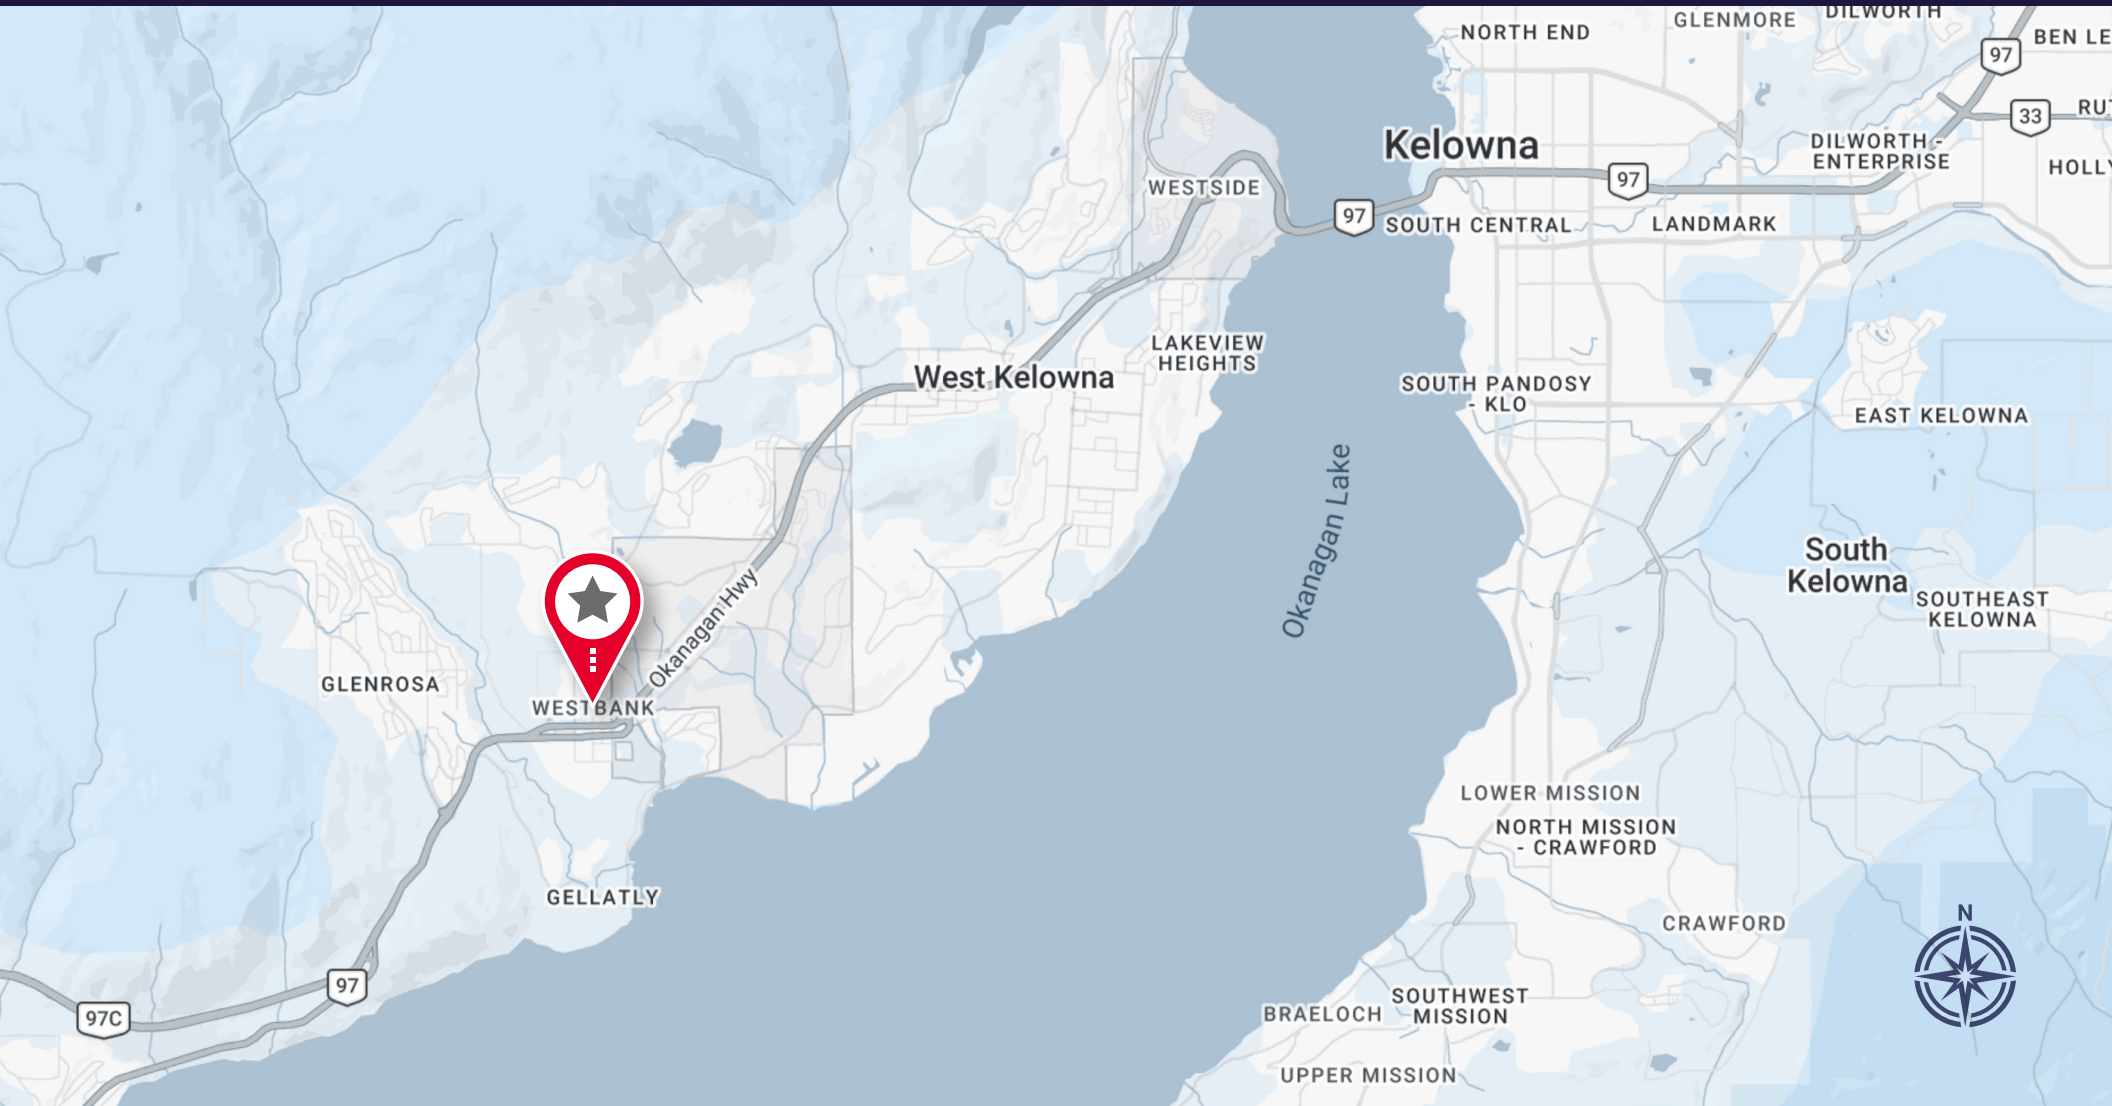 GLENMORE
DILWORTH
NORTH END
BEN LE
97
33
RUT
Kelowna
DILWORTH -
ENTERPRISE
HOLLY
97
WESTSIDE
97
SOUTH CENTRAL
LANDMARK
LAKEVIEW
HEIGHTS
West Kelowna
SOUTH PANDOSY
- KLO
EAST KELOWNA
Okanagan Lake
South
Kelowna
SOUTHEAST
KELOWNA
Okanagan Hwy
GLENROSA
WESTBANK
LOWER MISSION
NORTH MISSION
- CRAWFORD
GELLATLY
CRAWFORD
N
97
97C
SOUTHWEST
MISSION
BRAELOCH
UPPER MISSION